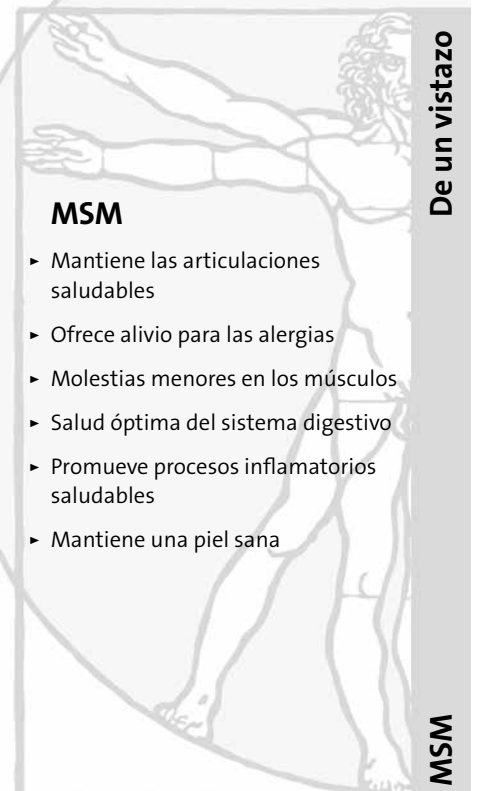 De un vistazo
MSM
► Mantiene las articulaciones
saludables
► Ofrece alivio para las alergias
► Molestias menores en los músculos
► Salud óptima del sistema digestivo
► Promueve procesos inflamatorios
saludables
► Mantiene una piel sana
MSM